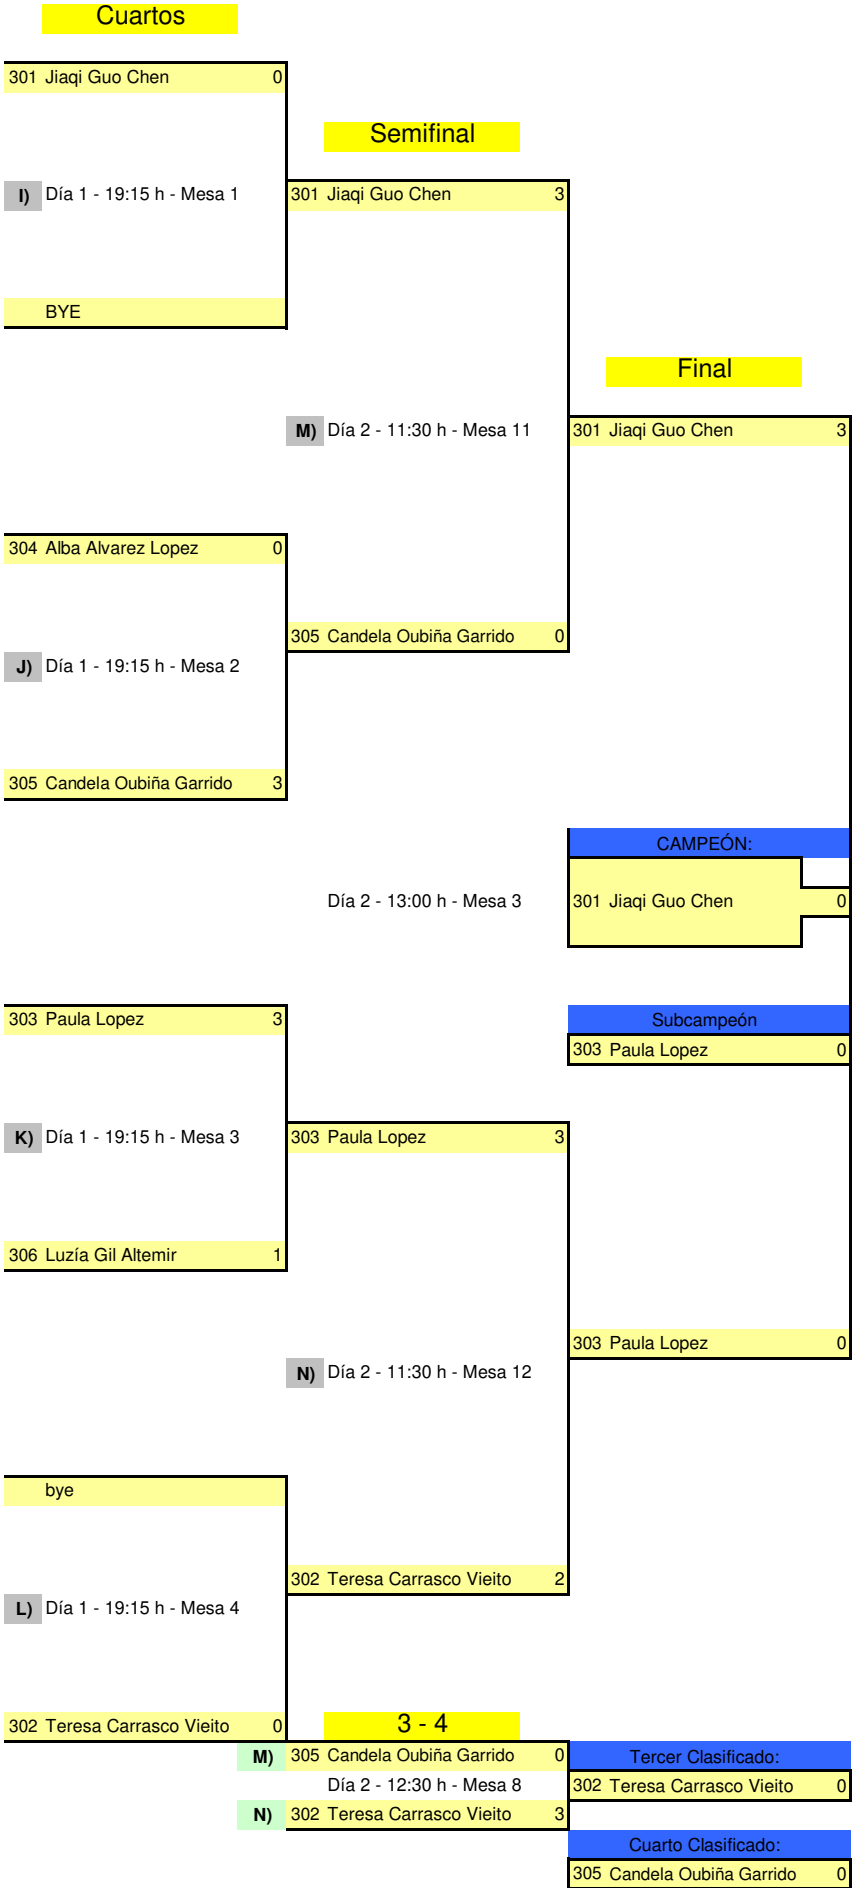 Cuartos
301 Jiaqi Guo Chen 0
Semifinal
I) Día 1 - 19:15 h - Mesa 1
301 Jiaqi Guo Chen 3
BYE
Final
M) Día 2 - 11:30 h - Mesa 11
301 Jiaqi Guo Chen 3
304 Alba Alvarez Lopez 0
305 Candela Oubiña Garrido 0
J) Día 1 - 19:15 h - Mesa 2
305 Candela Oubiña Garrido 3
CAMPEÓN:
Día 2 - 13:00 h - Mesa 3
301 Jiaqi Guo Chen 0
303 Paula Lopez 3
Subcampeón
303 Paula Lopez 0
K) Día 1 - 19:15 h - Mesa 3
303 Paula Lopez 3
306 Luzía Gil Altemir 1
303 Paula Lopez 0
N) Día 2 - 11:30 h - Mesa 12
bye
302 Teresa Carrasco Vieito 2
L) Día 1 - 19:15 h - Mesa 4
302 Teresa Carrasco Vieito 0
3 - 4
M) 305 Candela Oubiña Garrido 0
Tercer Clasificado:
Día 2 - 12:30 h - Mesa 8
302 Teresa Carrasco Vieito 0
N) 302 Teresa Carrasco Vieito 3
Cuarto Clasificado:
305 Candela Oubiña Garrido 0